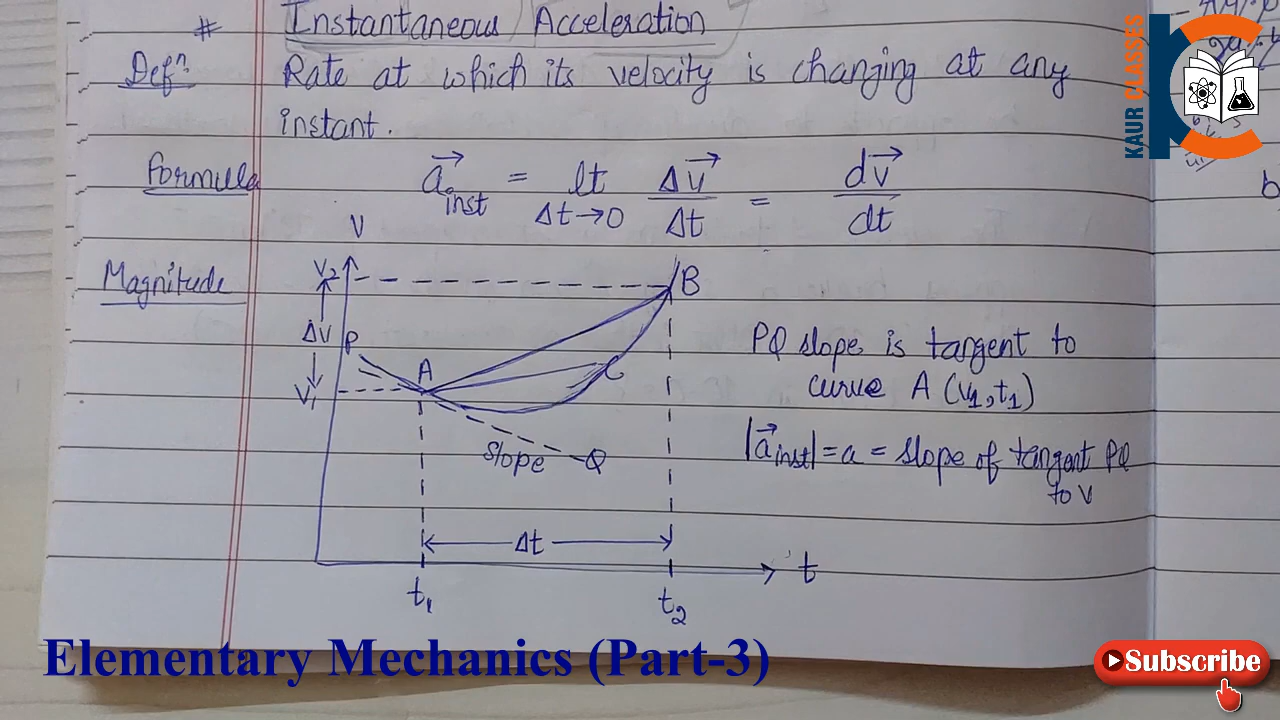 # Instantaneous Acceleration
Defn Rate at which its velocity is changing at any
instant.
Formula a⃗inst = lt Δt→0 Δv⃗/Δt = dv⃗/dt
Magnitude
V
V2
ΔV
P
V1
A
B
C
Slope
Q
Δt
t
t1
t2
PQ slope is tangent to
curve A (v1, t1)
|a⃗inst| = a = slope of tangent PQ
to v
b
KAUR CLASSES
Elementary Mechanics (Part-3)
Subscribe